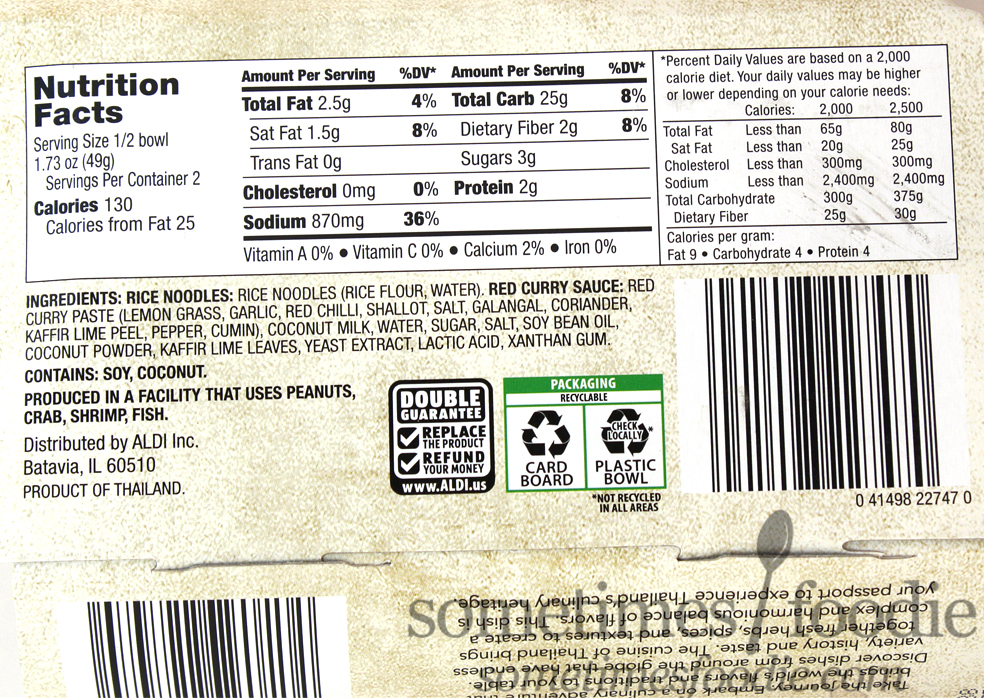 Nutrition
Facts
Serving Size 1/2 bowl
1.73 oz (49g)
Servings Per Container 2
Calories 130
Calories from Fat 25
Amount Per Serving %DV* Amount Per Serving %DV*
Total Fat 2.5g 4% Total Carb 25g 8%
Sat Fat 1.5g 8% Dietary Fiber 2g 8%
Trans Fat 0g Sugars 3g
Cholesterol 0mg 0% Protein 2g
Sodium 870mg 36%
Vitamin A 0% • Vitamin C 0% • Calcium 2% • Iron 0%
*Percent Daily Values are based on a 2,000
calorie diet. Your daily values may be higher
or lower depending on your calorie needs:
Calories: 2,000 2,500
Total Fat Less than 65g 80g
Sat Fat Less than 20g 25g
Cholesterol Less than 300mg 300mg
Sodium Less than 2,400mg 2,400mg
Total Carbohydrate 300g 375g
Dietary Fiber 25g 30g
Calories per gram:
Fat 9 • Carbohydrate 4 • Protein 4
INGREDIENTS: RICE NOODLES: RICE NOODLES (RICE FLOUR, WATER). RED CURRY SAUCE: RED
CURRY PASTE (LEMON GRASS, GARLIC, RED CHILLI, SHALLOT, SALT, GALANGAL, CORIANDER,
KAFFIR LIME PEEL, PEPPER, CUMIN), COCONUT MILK, WATER, SUGAR, SALT, SOY BEAN OIL,
COCONUT POWDER, KAFFIR LIME LEAVES, YEAST EXTRACT, LACTIC ACID, XANTHAN GUM.
CONTAINS: SOY, COCONUT.
PRODUCED IN A FACILITY THAT USES PEANUTS,
CRAB, SHRIMP, FISH.
Distributed by ALDI Inc.
Batavia, IL 60510
PRODUCT OF THAILAND.
DOUBLE
GUARANTEE
REPLACE
THE PRODUCT
REFUND
YOUR MONEY
www.ALDI.us
PACKAGING
RECYCLABLE
CARD
BOARD
CHECK
LOCALLY*
PLASTIC
BOWL
*NOT RECYCLED
IN ALL AREAS
0 41498 22747 0
sometimes foodie
Take the journey. Embark on a culinary adventure that
brings the world's flavors and traditions to your table.
Discover dishes from around the globe that have endless
variety, history and taste. The cuisine of Thailand brings
together fresh herbs, spices, and textures to create a
complex and harmonious balance of flavors. This dish is
your passport to experience Thailand's culinary heritage.